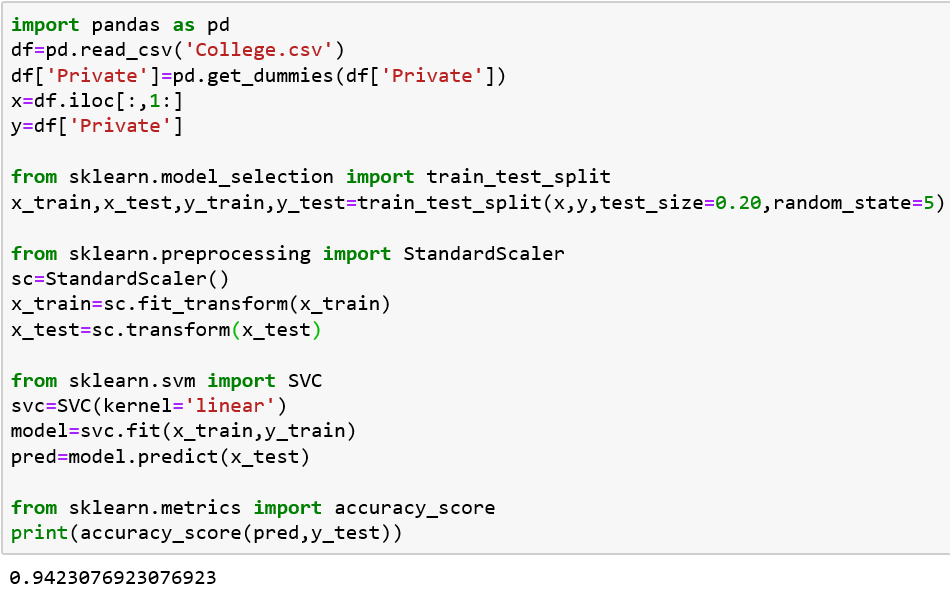 import pandas as pd
df=pd.read_csv('College.csv')
df['Private']=pd.get_dummies(df['Private'])
x=df.iloc[:,1:]
y=df['Private']
from sklearn.model_selection import train_test_split
x_train,x_test,y_train,y_test=train_test_split(x,y,test_size=0.20,random_state=5)
from sklearn.preprocessing import StandardScaler
sc=StandardScaler()
x_train=sc.fit_transform(x_train)
x_test=sc.transform(x_test)
from sklearn.svm import SVC
svc=SVC(kernel='linear')
model=svc.fit(x_train,y_train)
pred=model.predict(x_test)
from sklearn.metrics import accuracy_score
print(accuracy_score(pred,y_test))
0.9423076923076923